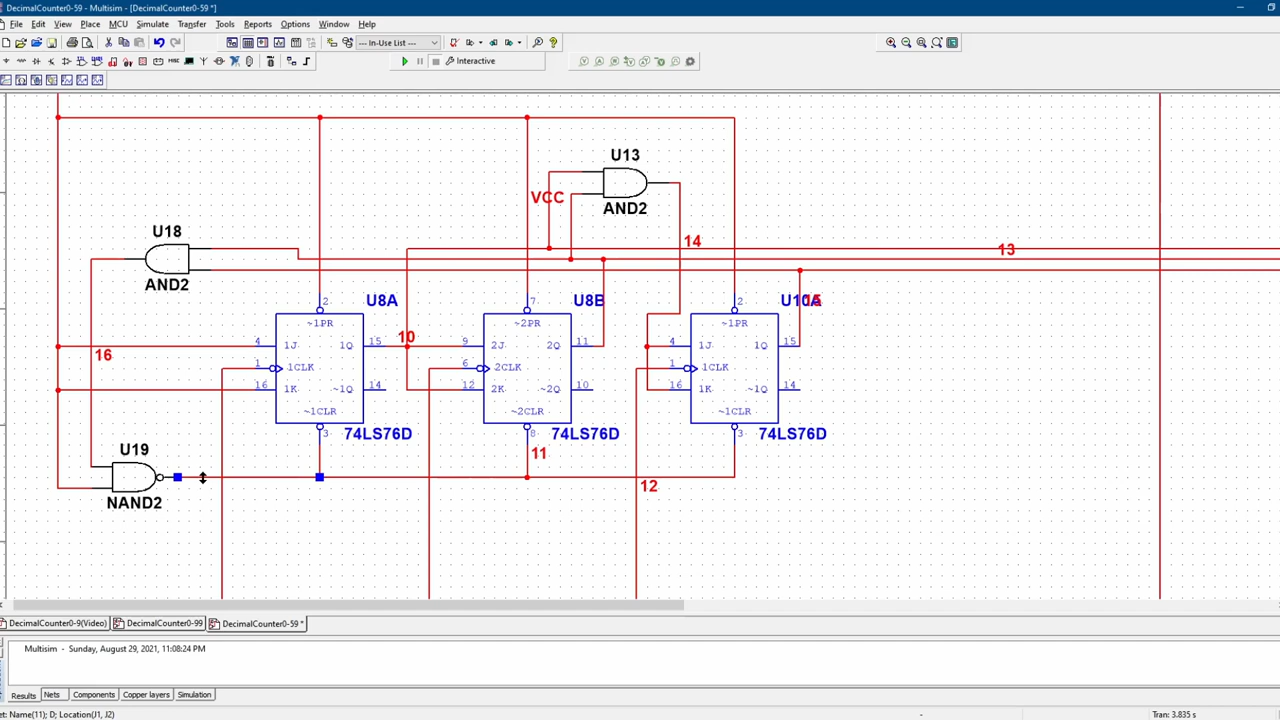 DecimalCounter0-59 - Multisim - [DecimalCounter0-59 *]
File Edit View Place MCU Simulate Transfer Tools Reports Options Window Help
--- In-Use List ---
Interactive
U13
VCC
AND2
U18
14
13
AND2
U8A
U8B
U10A
15
2
7
2
~1PR
~2PR
~1PR
10
4 1J 1Q 15
9 2J 2Q 11
4 1J 1Q 15
16
1 1CLK
6 2CLK
1 1CLK
16 1K ~1Q 14
12 2K ~2Q 10
16 1K ~1Q 14
~1CLR
~2CLR
~1CLR
3
74LS76D
8
74LS76D
3
74LS76D
U19
11
12
NAND2
DecimalCounter0-9(Video) DecimalCounter0-99 DecimalCounter0-59 *
Multisim - Sunday, August 29, 2021, 11:08:24 PM
Results Nets Components Copper layers Simulation
et: Name(11); D; Location(J1, J2) - Tran: 3.835 s